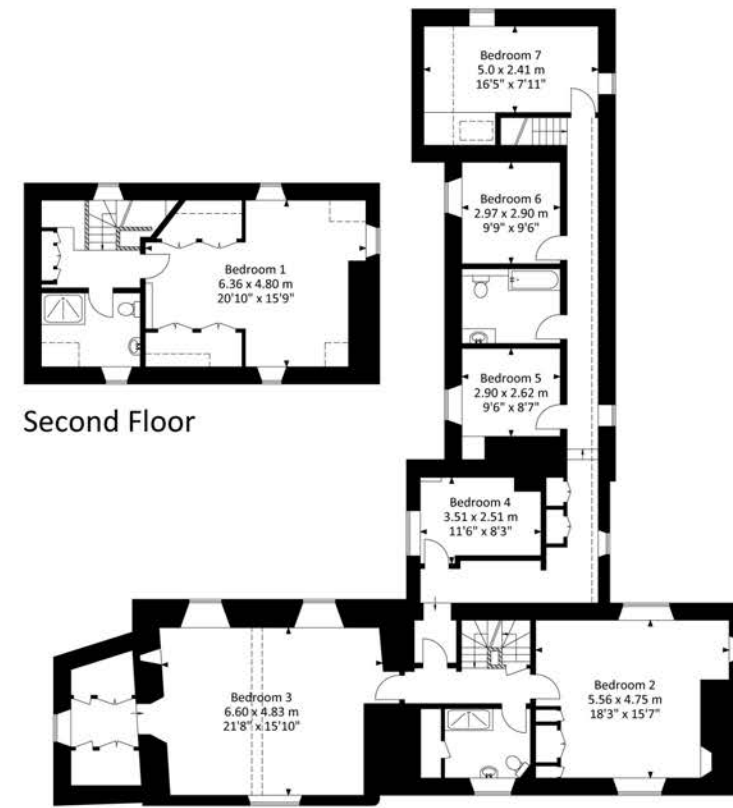 Bedroom 7
5.0 x 2.41 m
16'5" x 7'11"
Bedroom 6
2.97 x 2.90 m
9'9" x 9'6"
Bedroom 1
6.36 x 4.80 m
20'10" x 15'9"
Bedroom 5
2.90 x 2.62 m
9'6" x 8'7"
Second Floor
Bedroom 4
3.51 x 2.51 m
11'6" x 8'3"
Bedroom 3
6.60 x 4.83 m
21'8" x 15'10"
Bedroom 2
5.56 x 4.75 m
18'3" x 15'7"